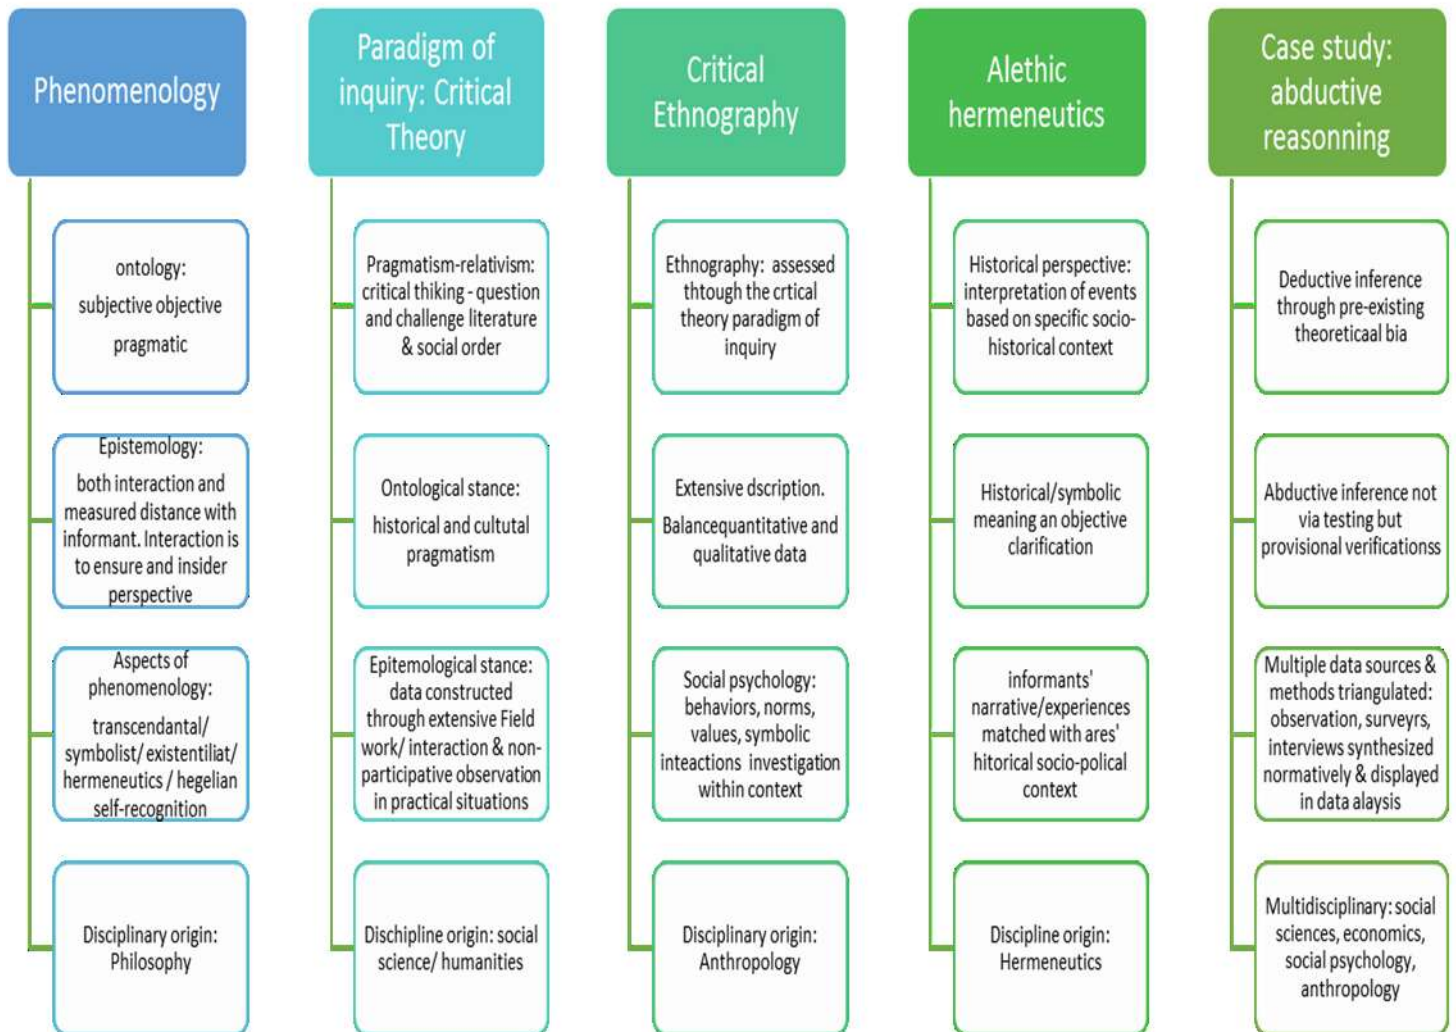 Phenomenology
ontology:
subjective objective
pragmatic
Epistemology:
both interaction and
measured distance with
informant. Interaction is
to ensure and insider
perspective
Aspects of
phenomenology:
transcendantal/
symbolist/ existentiliat/
hermeneutics / hegelian
self-recognition
Disciplinary origin:
Philosophy
Paradigm of
inquiry: Critical
Theory
Pragmatism-relativism:
critical thiking - question
and challenge literature
& social order
Ontological stance:
historical and cultutal
pragmatism
Epitemological stance:
data constructed
through extensive Field
work/ interaction & non-
participative observation
in practical situations
Dischipline origin: social
science/ humanities
Critical
Ethnography
Ethnography: assessed
thtough the crtical
theory paradigm of
inquiry
Extensive dscription.
Balancequantitative and
qualitative data
Social psychology:
behaviors, norms,
values, symbolic
inteactions investigation
within context
Disciplinary origin:
Anthropology
Alethic
hermeneutics
Historical perspective:
interpretation of events
based on specific socio-
historical context
Historical/symbolic
meaning an objective
clarification
informants'
narrative/experiences
matched with ares'
hitorical socio-polical
context
Discipline origin:
Hermeneutics
Case study:
abductive
reasonning
Deductive inference
through pre-existing
theoreticaal bia
Abductive inference not
via testing but
provisional verificationss
Multiple data sources &
methods triangulated:
observation, surveyrs,
interviews synthesized
normatively & displayed
in data alaysis
Multidisciplinary: social
sciences, economics,
social psychology,
anthropology